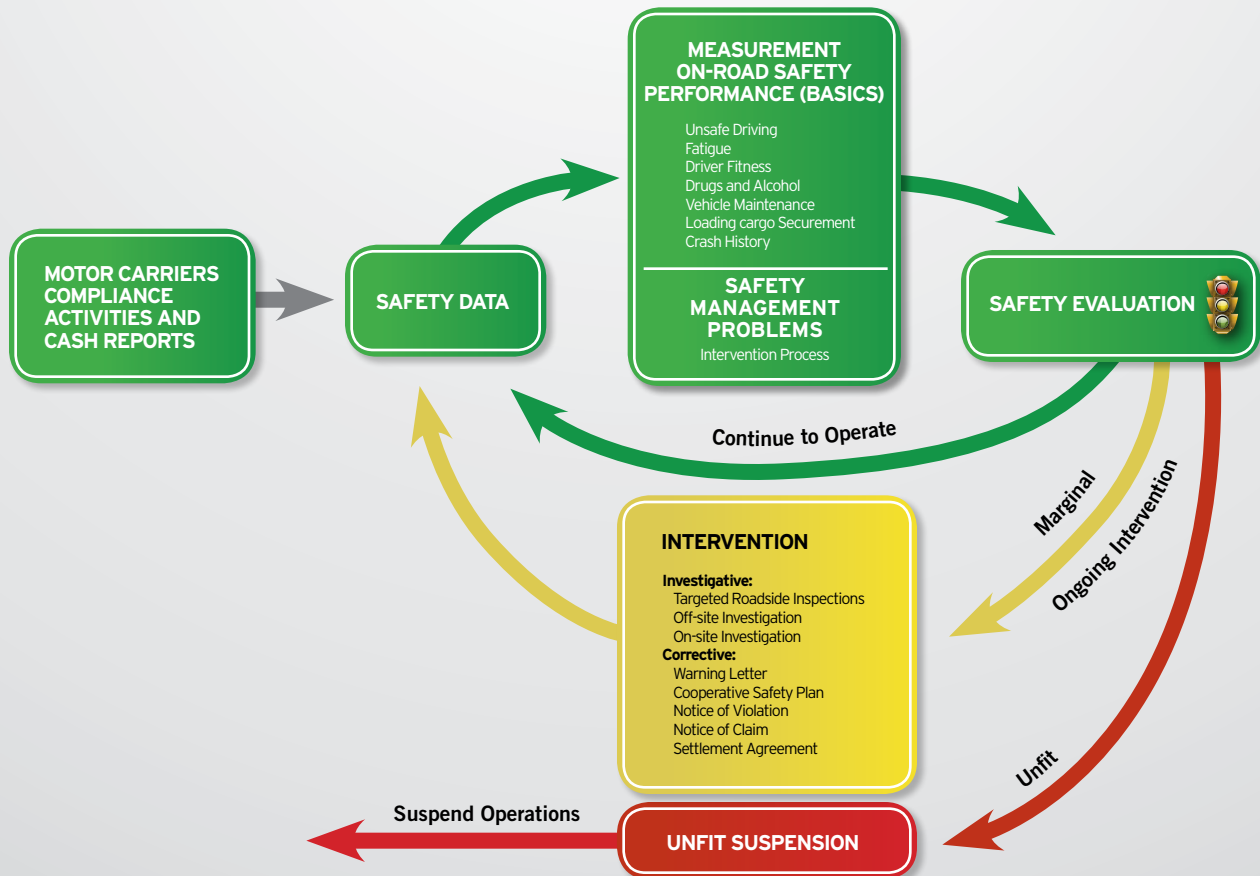 MOTOR CARRIERS
COMPLIANCE
ACTIVITIES AND
CASH REPORTS
SAFETY DATA
MEASUREMENT
ON-ROAD SAFETY
PERFORMANCE (BASICS)
Unsafe Driving
Fatigue
Driver Fitness
Drugs and Alcohol
Vehicle Maintenance
Loading cargo Securement
Crash History
SAFETY
MANAGEMENT
PROBLEMS
Intervention Process
SAFETY EVALUATION
Continue to Operate
Marginal
Ongoing Intervention
Unfit
INTERVENTION
Investigative:
Targeted Roadside Inspections
Off-site Investigation
On-site Investigation
Corrective:
Warning Letter
Cooperative Safety Plan
Notice of Violation
Notice of Claim
Settlement Agreement
UNFIT SUSPENSION
Suspend Operations